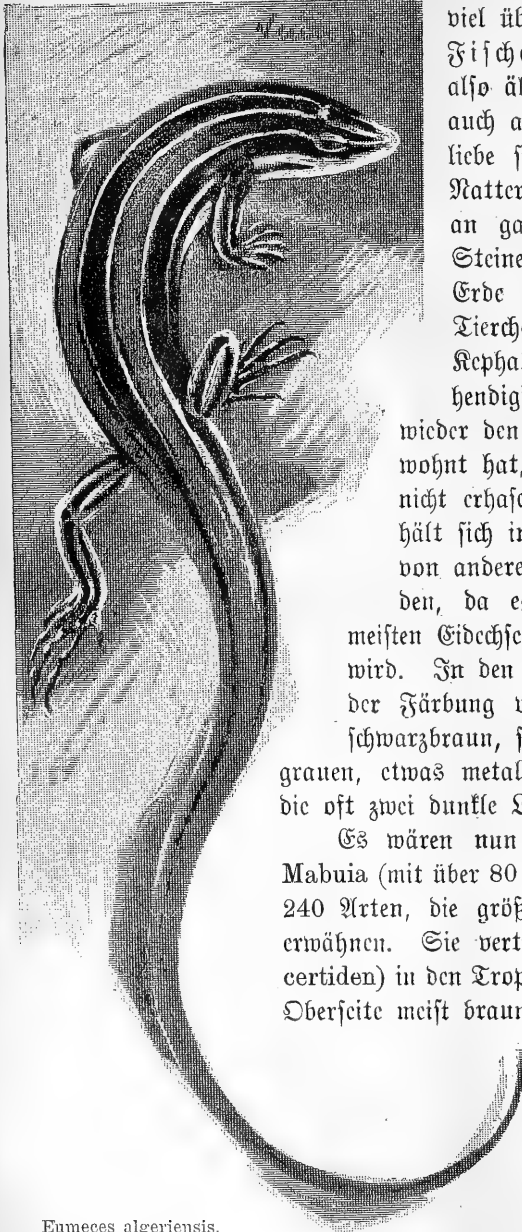 viel üb
Fische
also äh
auch a
liebe s
Natter
an ga
Steine
Erde
Tierch
Kepha
hendig
wieder den
wohnt hat,
nicht erhasc
hält sich in
von andere
den, da es
meisten Eidechse
wird. In den
der Färbung v
schwarzbraun, s
grauen, etwas metal
die oft zwei dunkle L
Es wären nun
Mabuia (mit über 80
240 Arten, die größ
erwähnen. Sie vert
certiden) in den Trop
Oberseite meist braun
Eumeces algeriensis.